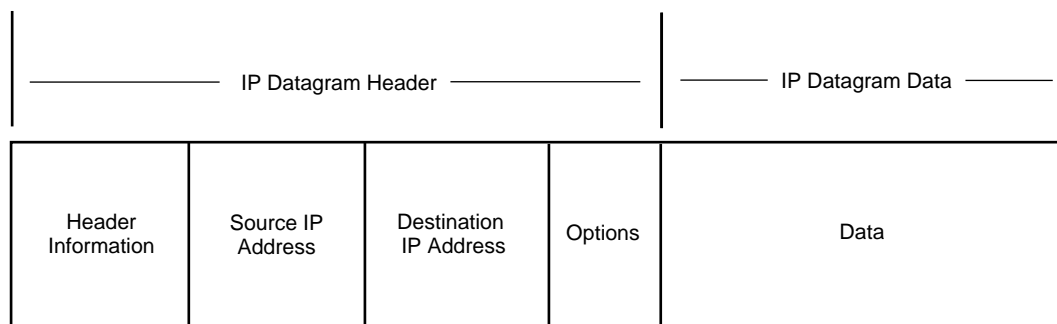 IP Datagram Header
IP Datagram Data
Header
Information
Source IP
Address
Destination
IP Address
Options
Data